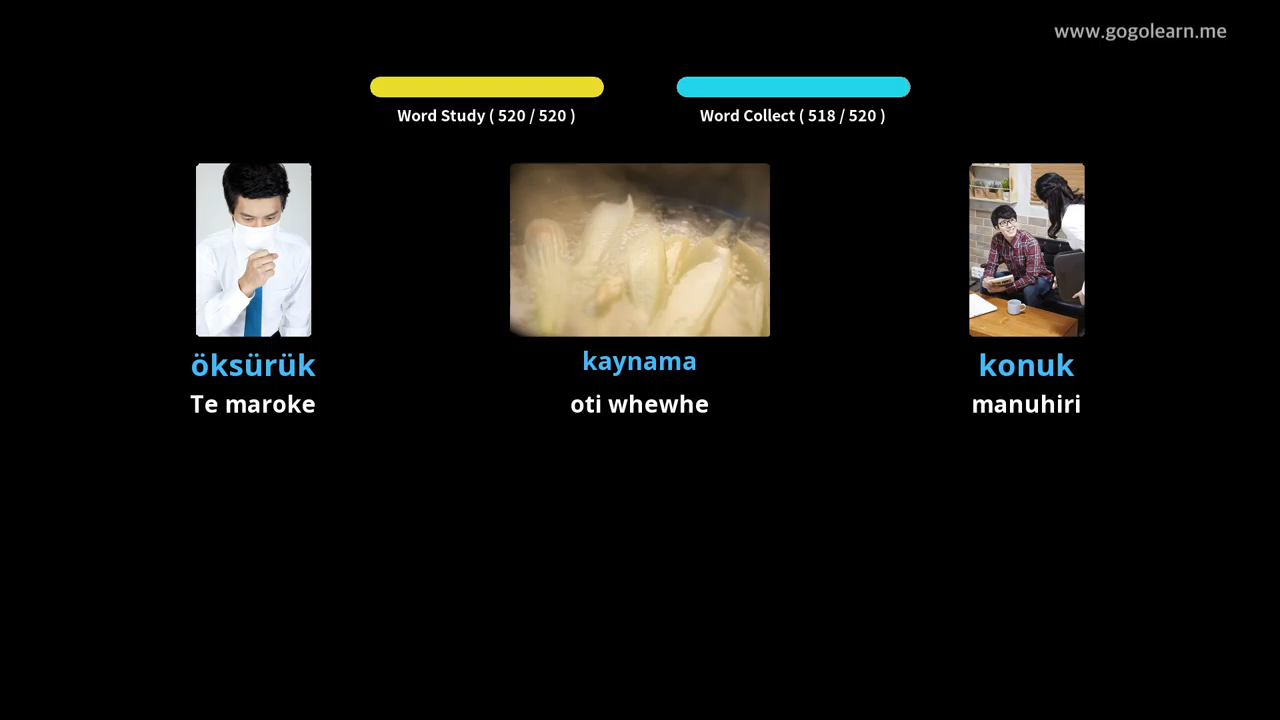 www.gogolearn.me
Word Study ( 520 / 520 )
Word Collect ( 518 / 520 )
öksürük
kaynama
konuk
Te maroke
oti whewhe
manuhiri